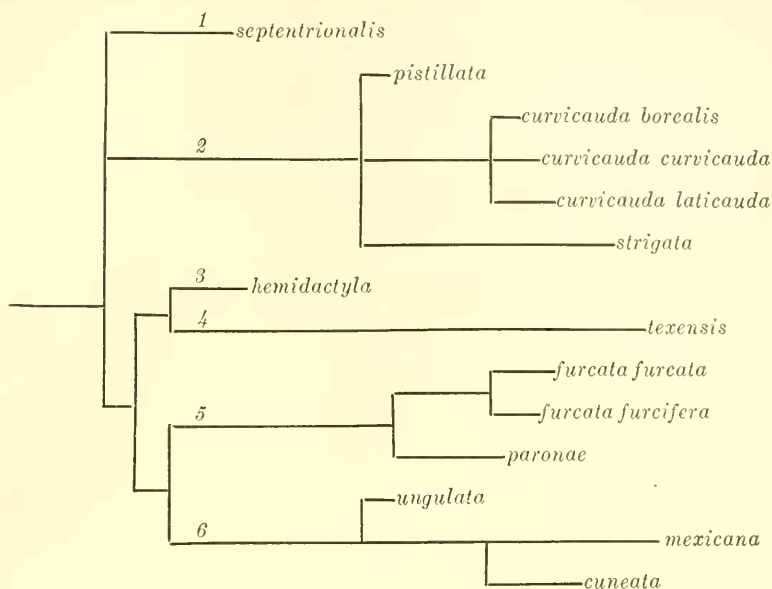 1 septentrionalis
pistillata
curvicauda borealis
2 curvicauda curvicauda
curvicauda laticauda
strigata
3 hemidactyla
4 texensis
furcata furcata
5 furcata furcifera
paronae
ungulata
6 mexicana
cuneata